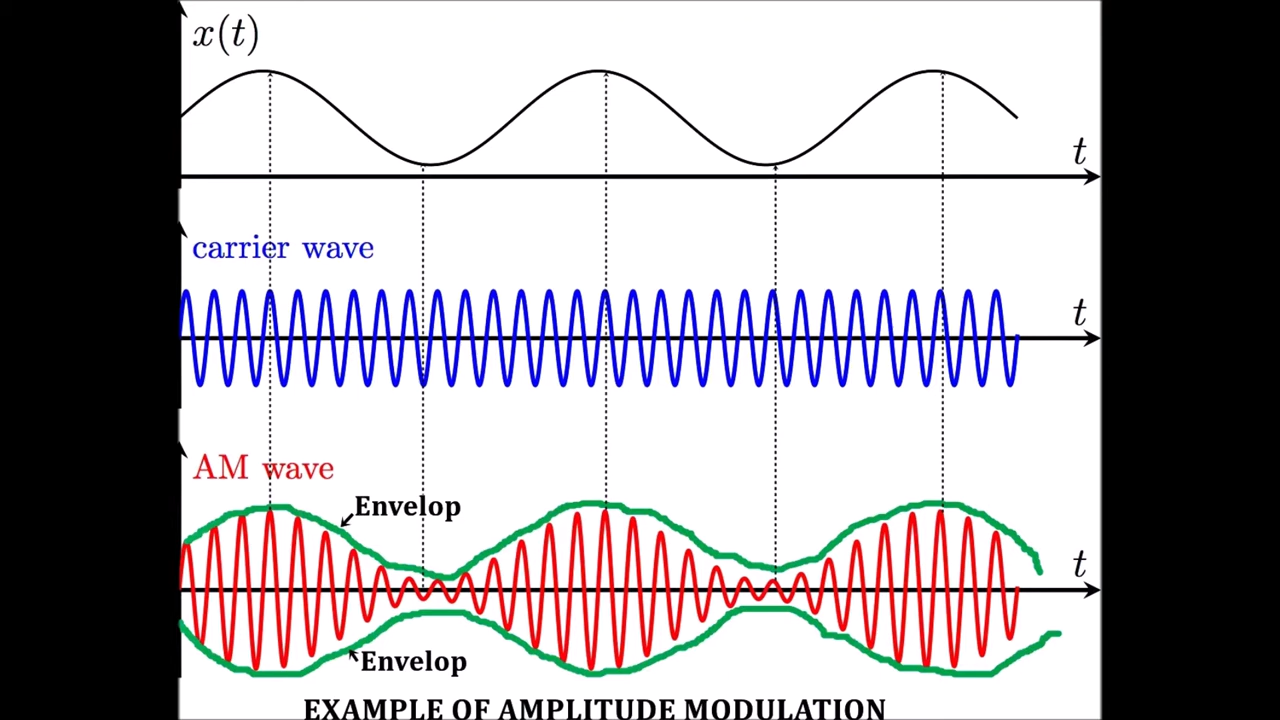 x(t)
t
carrier wave
t
AM wave
Envelop
t
Envelop
EXAMPLE OF AMPLITUDE MODULATION